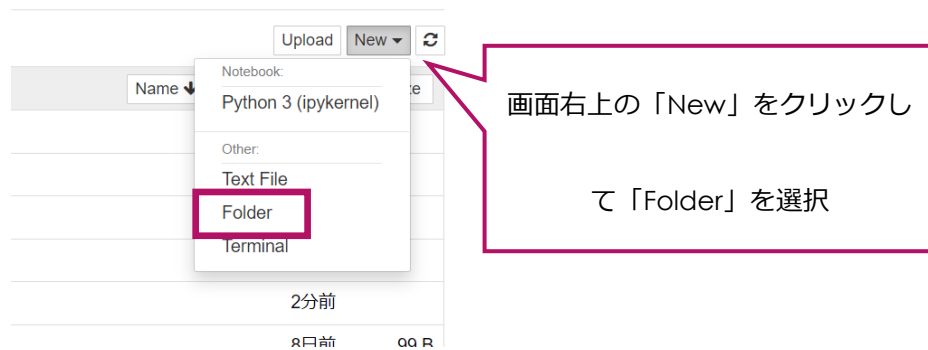 Upload New
Name
Notebook:
Python 3 (ipykernel)
Other:
Text File
Folder
Terminal
2分前
8日前 99 B
画面右上の「New」をクリックし
て「Folder」を選択